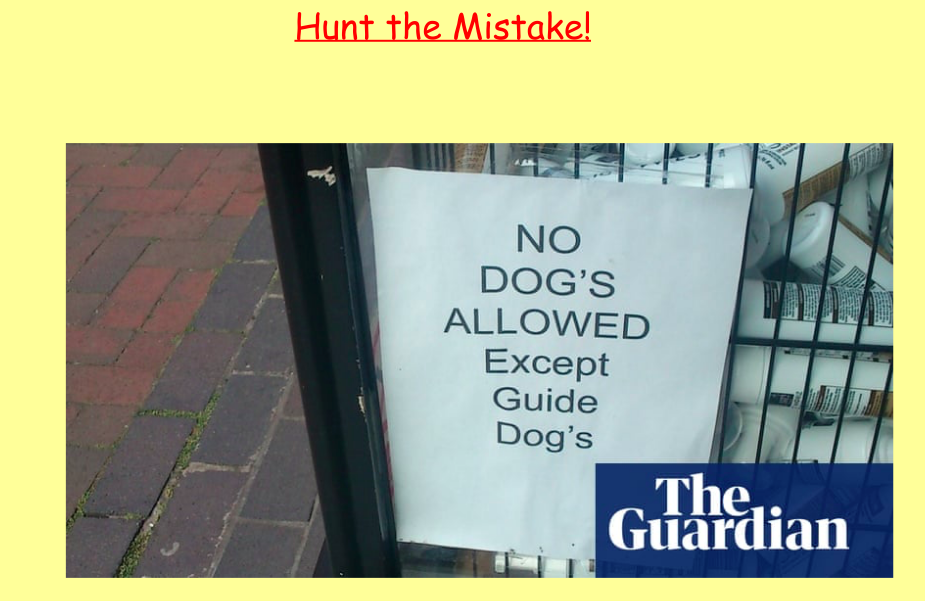 Hunt the Mistake!
NO
DOG'S
ALLOWED
Except
Guide
Dog's
The
Guardian